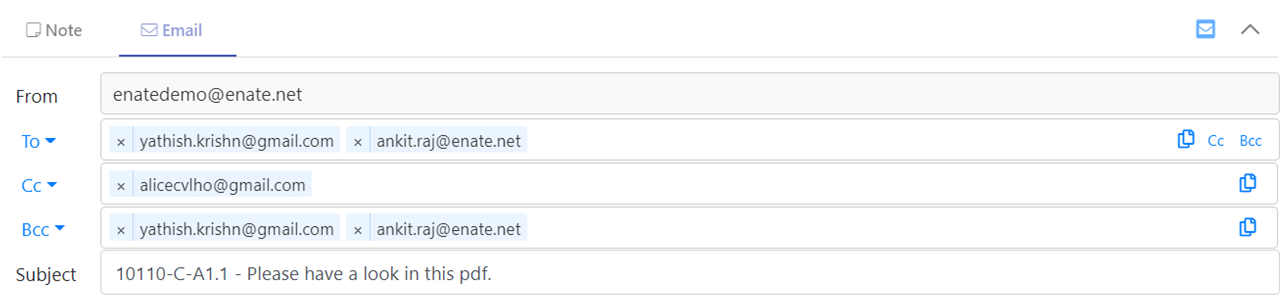 Note Email
From enatedemo@enate.net
To × yathish.krishn@gmail.com × ankit.raj@enate.net Cc Bcc
Cc × alicecvlho@gmail.com
Bcc × yathish.krishn@gmail.com × ankit.raj@enate.net
Subject 10110-C-A1.1 - Please have a look in this pdf.